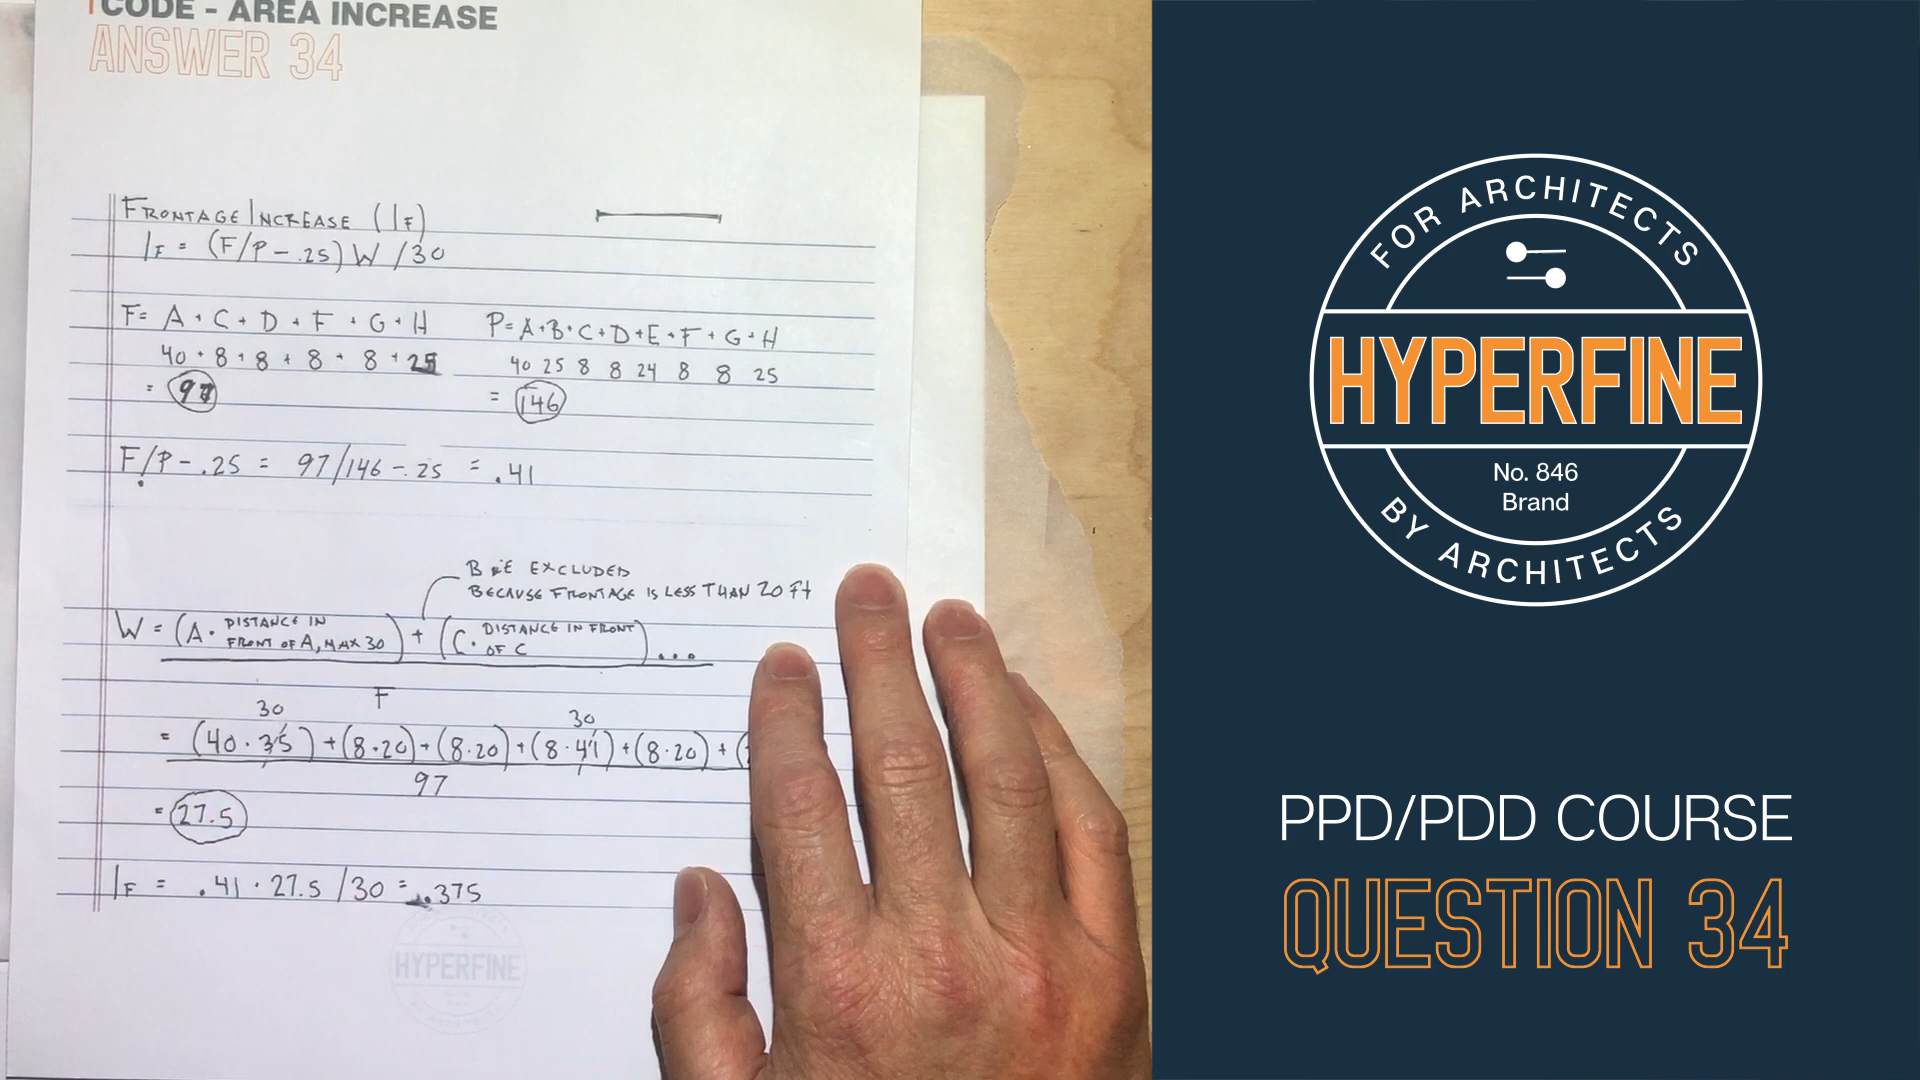 CODE - AREA INCREASE
ANSWER 34
FRONTAGE INCREASE (IF)
IF = (F/P - .25) W / 30
F = A + C + D + F + G + H
40 + 8 + 8 + 8 + 8 + 25
= 97
P = A + B + C + D + E + F + G + H
40 25 8 8 24 8 8 25
= 146
F/P - .25 = 97/146 - .25 = .41
B & E EXCLUDED
BECAUSE FRONTAGE IS LESS THAN 20 Ft
W = (A · DISTANCE IN FRONT OF A, MAX 30) + (C · DISTANCE IN FRONT OF C) ...
F
30 30
= (40 · 35) + (8 · 20) + (8 · 20) + (8 · 41) + (8 · 20) + (
97
= 27.5
IF = .41 · 27.5 / 30 = .375
HYPERFINE
FOR ARCHITECTS
HYPERFINE
No. 846
Brand
BY ARCHITECTS
PPD/PDD COURSE
QUESTION 34